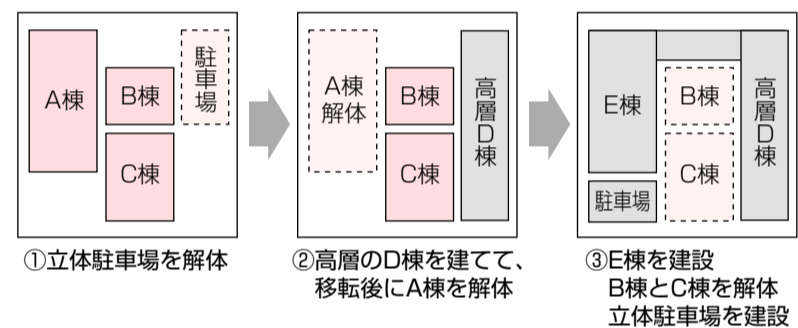 A棟
B棟
C棟
駐車場
①立体駐車場を解体
A棟
解体
B棟
C棟
高層D棟
②高層のD棟を建てて、
移転後にA棟を解体
E棟
駐車場
B棟
C棟
高層D棟
③E棟を建設
B棟とC棟を解体
立体駐車場を建設